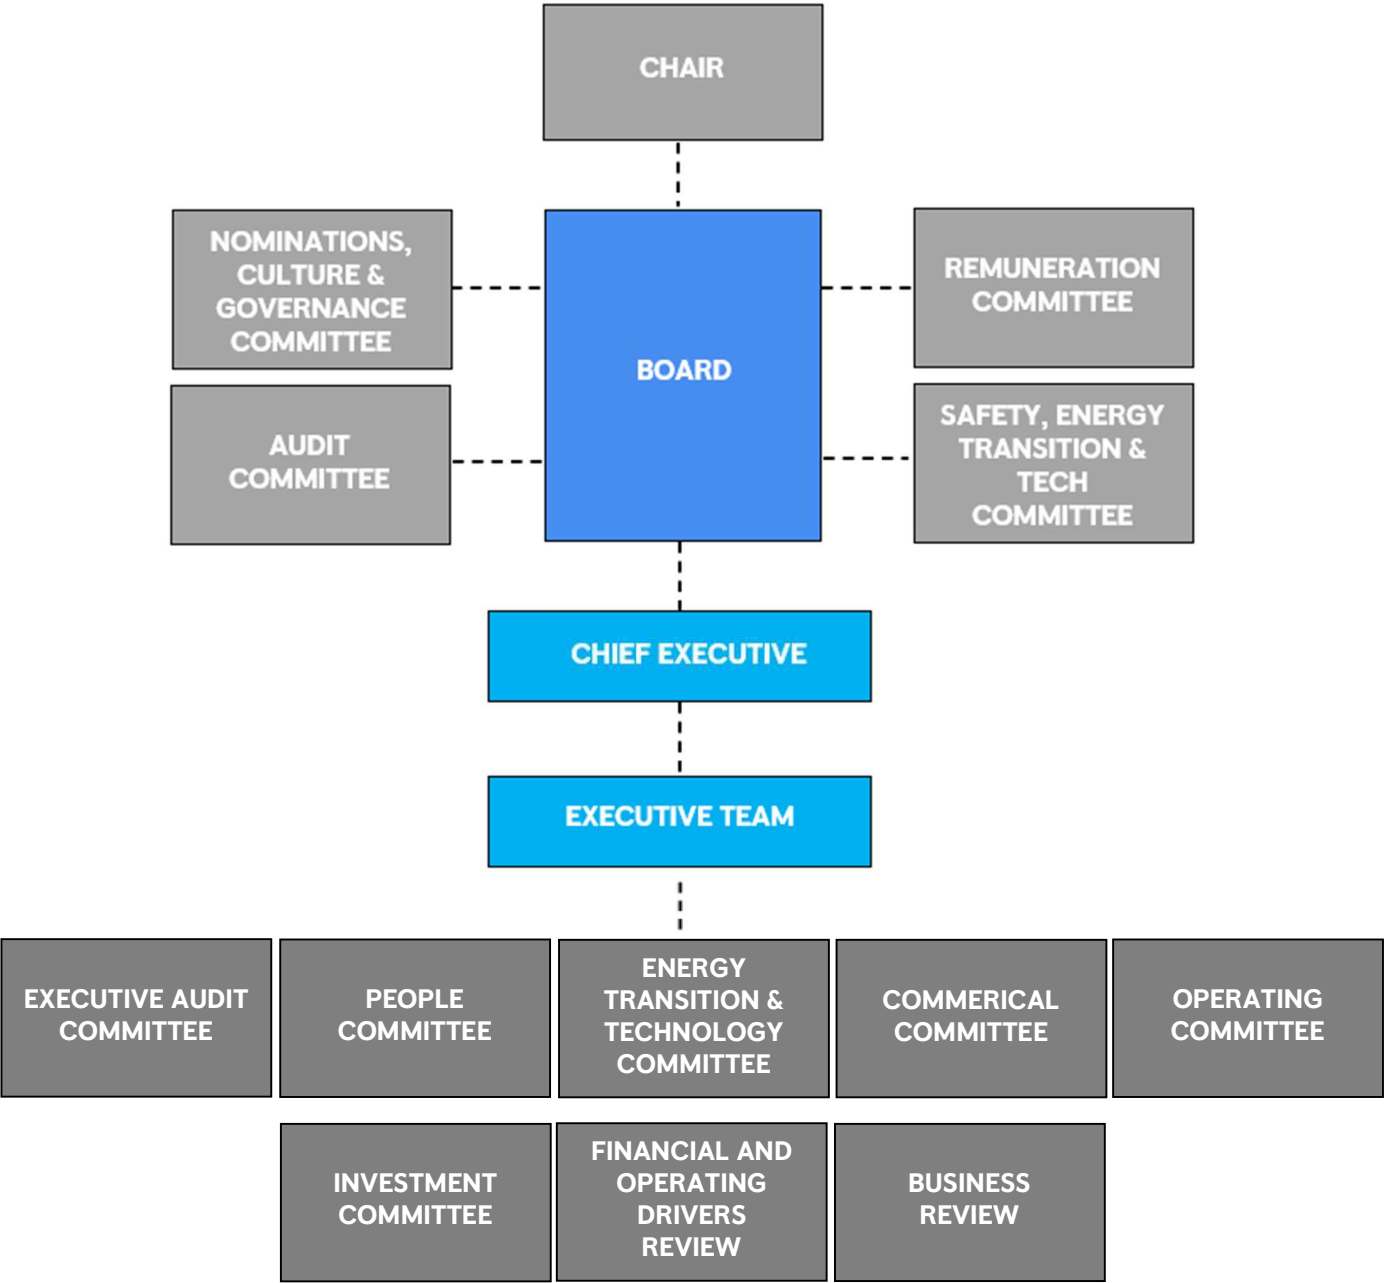 CHAIR
NOMINATIONS,
CULTURE &
GOVERNANCE
COMMITTEE
AUDIT
COMMITTEE
BOARD
REMUNERATION
COMMITTEE
SAFETY, ENERGY
TRANSITION &
TECH
COMMITTEE
CHIEF EXECUTIVE
EXECUTIVE TEAM
EXECUTIVE AUDIT
COMMITTEE
PEOPLE
COMMITTEE
ENERGY
TRANSITION &
TECHNOLOGY
COMMITTEE
COMMERICAL
COMMITTEE
OPERATING
COMMITTEE
INVESTMENT
COMMITTEE
FINANCIAL AND
OPERATING
DRIVERS
REVIEW
BUSINESS
REVIEW